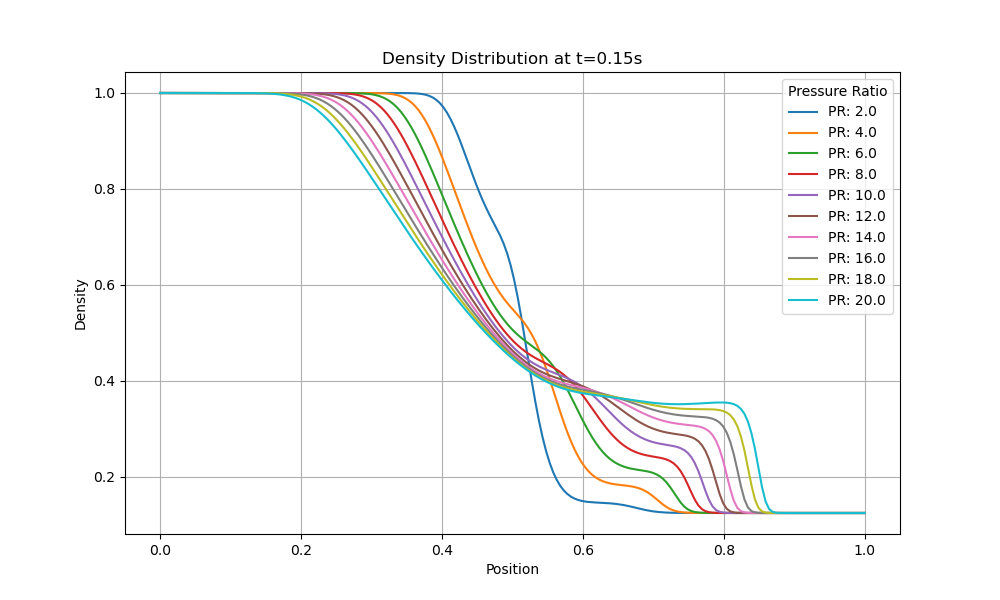 Density Distribution at t=0.15s
Density
1.0
0.8
0.6
0.4
0.2
Pressure Ratio
PR: 2.0
PR: 4.0
PR: 6.0
PR: 8.0
PR: 10.0
PR: 12.0
PR: 14.0
PR: 16.0
PR: 18.0
PR: 20.0
0.0 0.2 0.4 0.6 0.8 1.0
Position